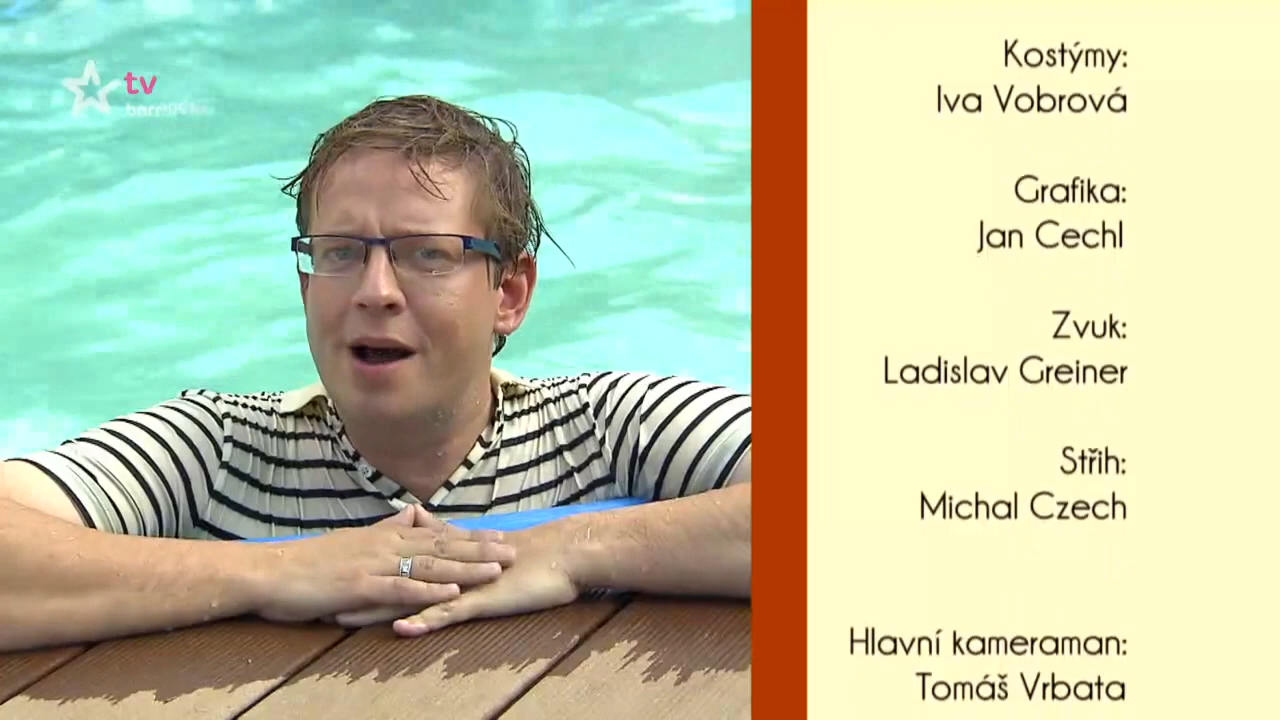 tv
Kostýmy:
Iva Vobrová
Grafika:
Jan Cechl
Zvuk:
Ladislav Greiner
Střih:
Michal Czech
Hlavní kameraman:
Tomáš Vrbata